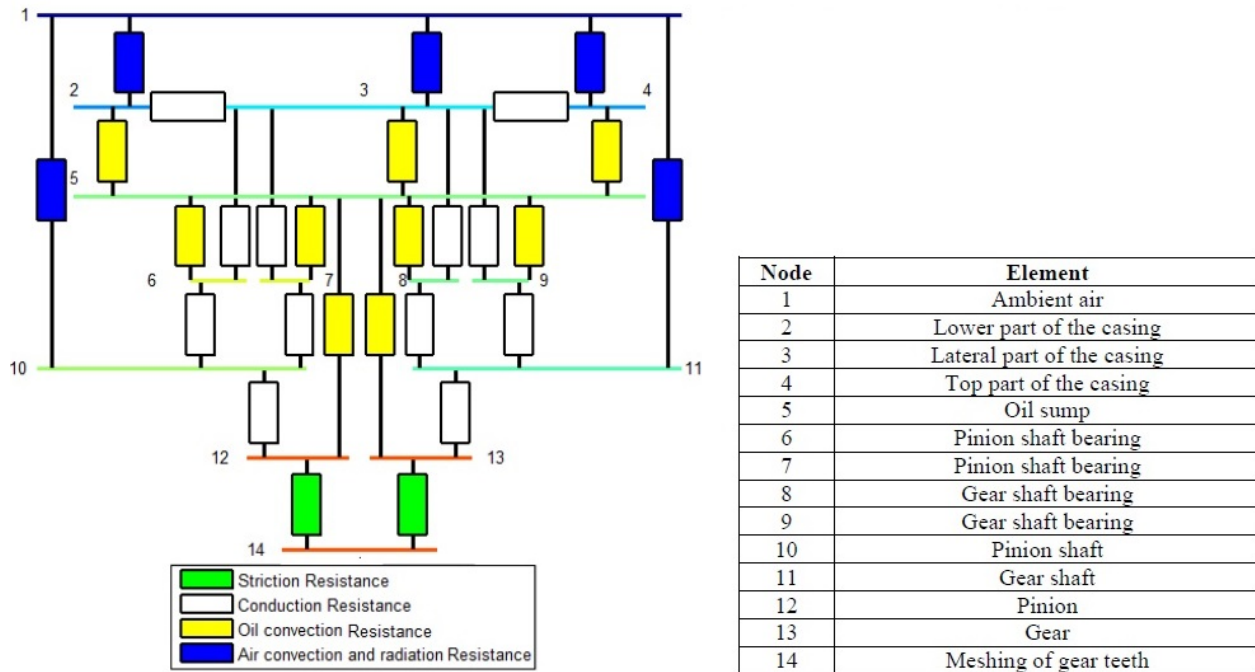 1
2
3
4
5
6
7
8
9
10
11
12
13
14
Striction Resistance
Conduction Resistance
Oil convection Resistance
Air convection and radiation Resistance
Node Element
1 Ambient air
2 Lower part of the casing
3 Lateral part of the casing
4 Top part of the casing
5 Oil sump
6 Pinion shaft bearing
7 Pinion shaft bearing
8 Gear shaft bearing
9 Gear shaft bearing
10 Pinion shaft
11 Gear shaft
12 Pinion
13 Gear
14 Meshing of gear teeth